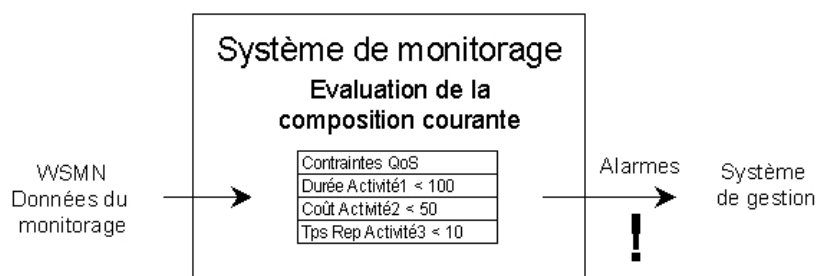 Système de monitorage
Evaluation de la
composition courante
WSMN
Données du
monitorage
Contraintes QoS
Durée Activité1 < 100
Coût Activité2 < 50
Tps Rep Activité3 < 10
Alarmes
!
Système
de gestion